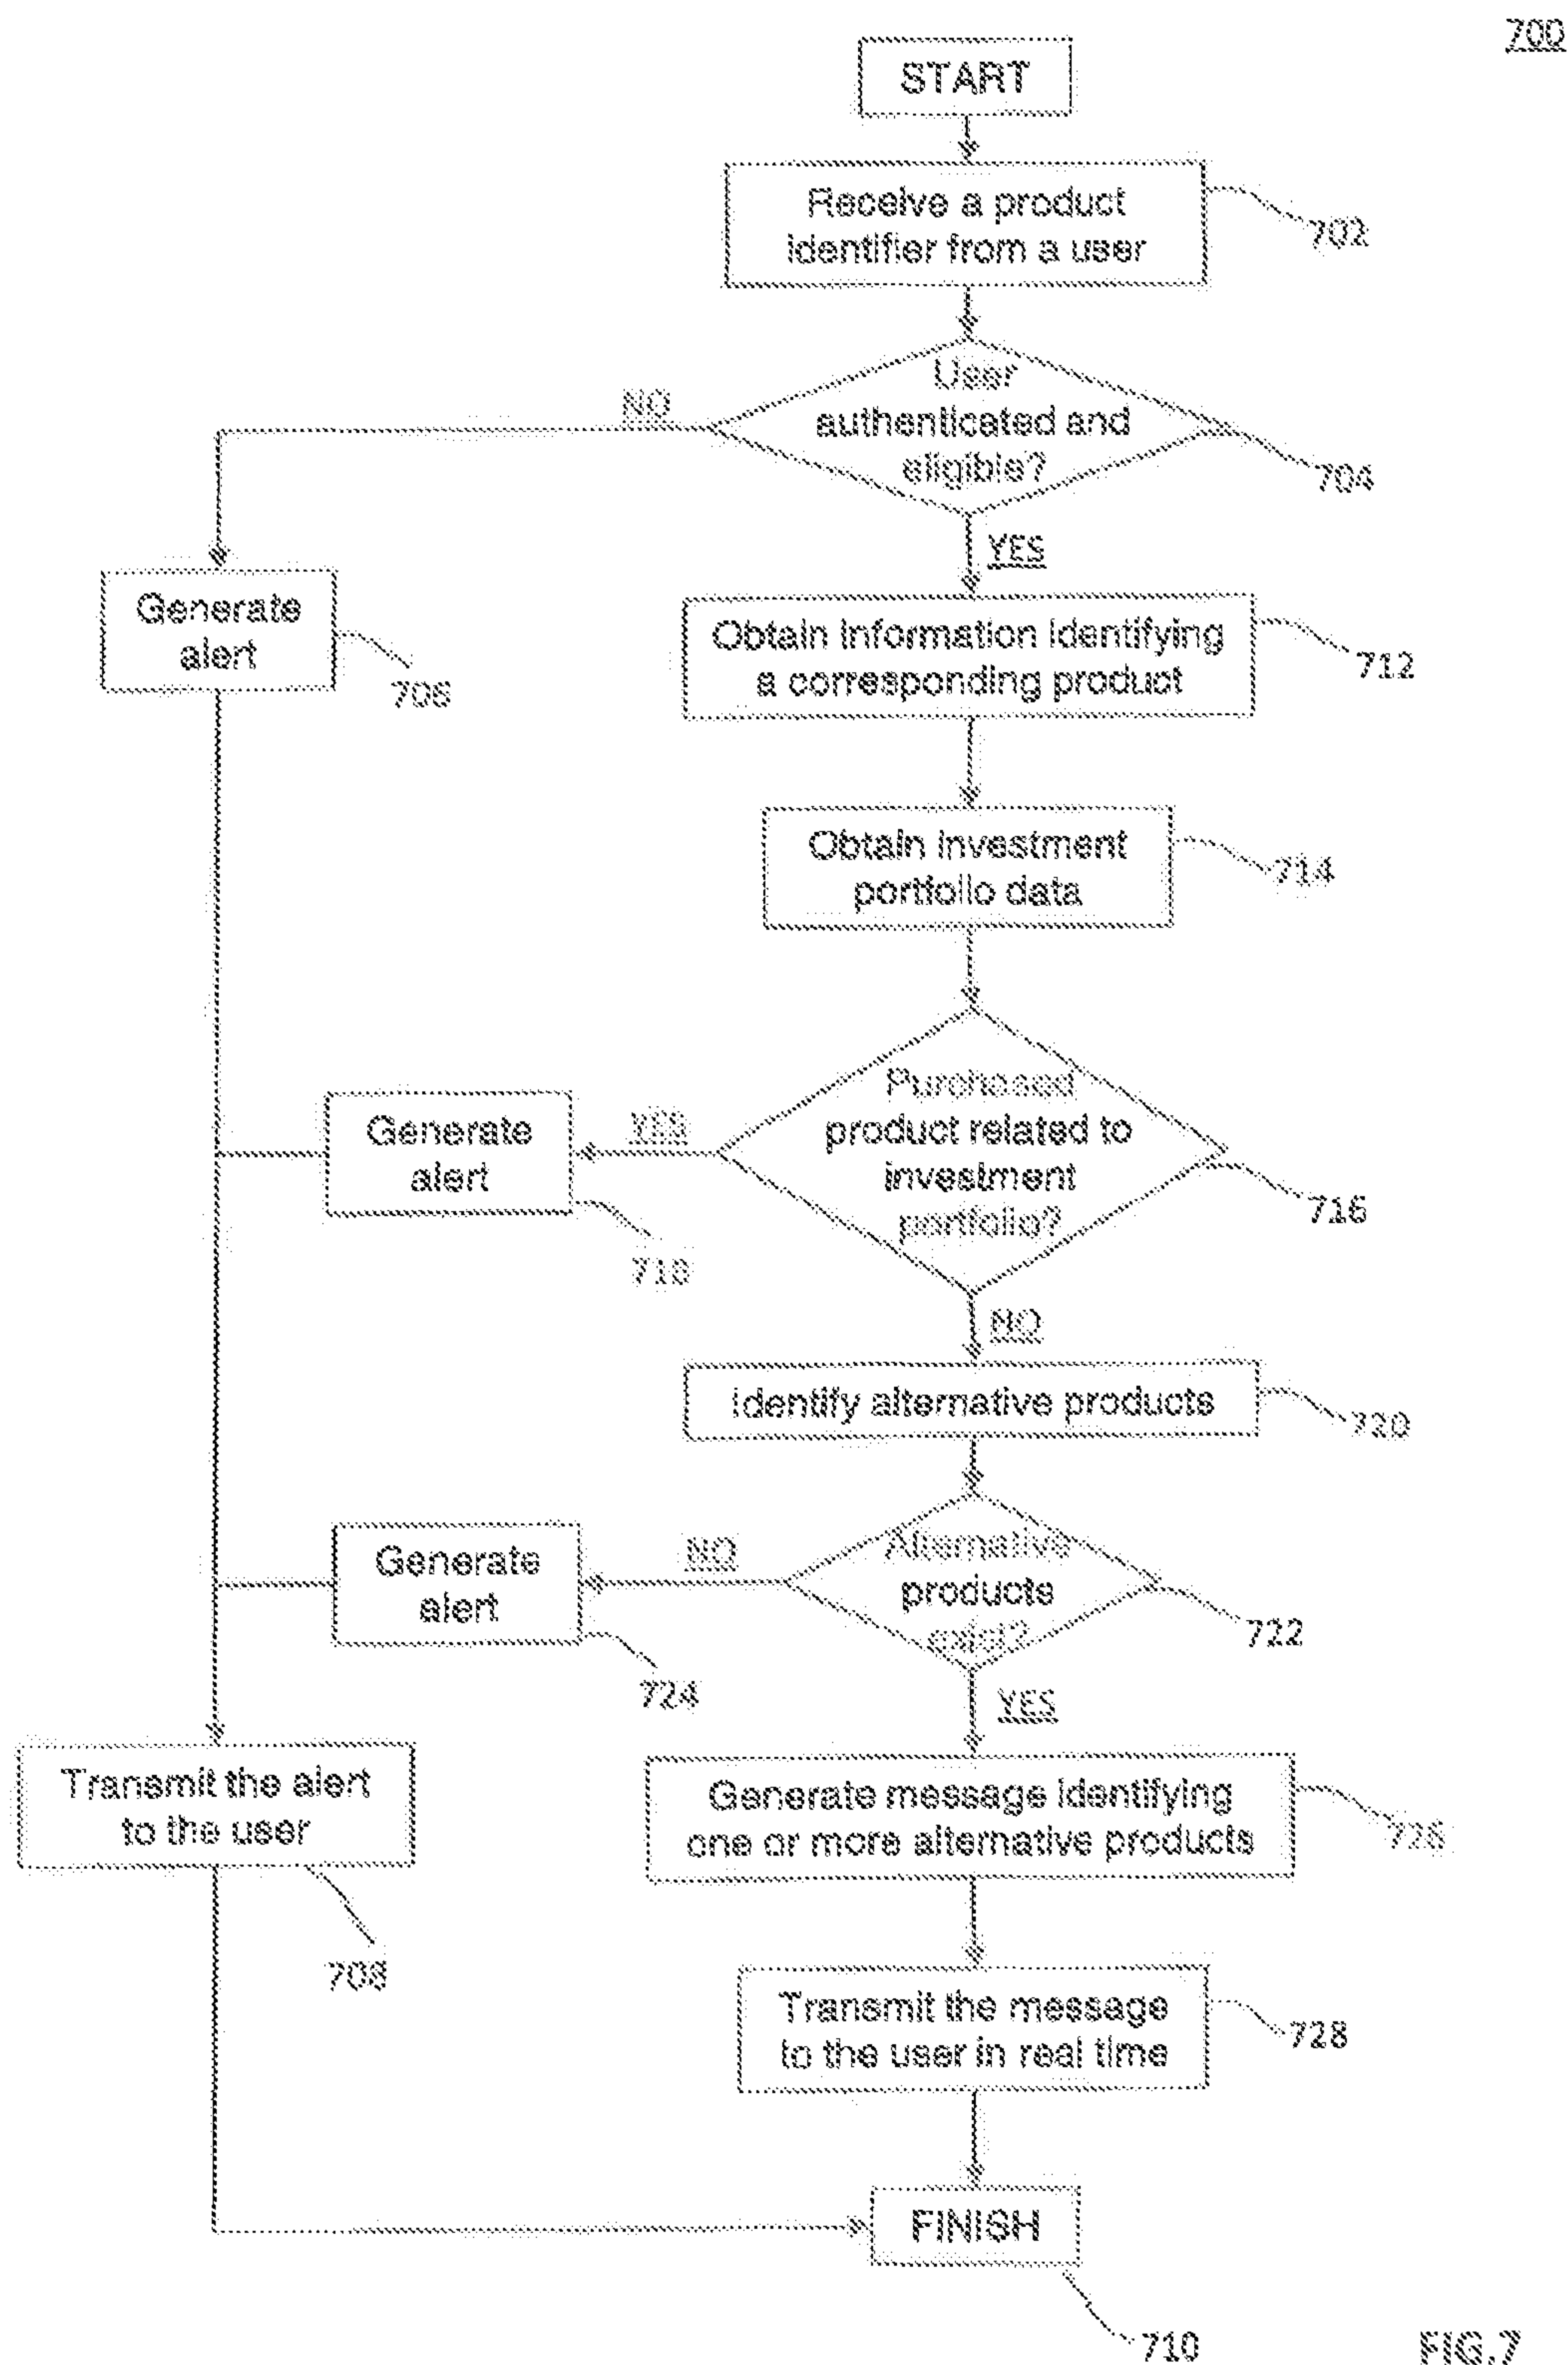 700
START
Receive a product
identifier from a user
702
User
authenticated and
eligible?
704
NO
YES
Generate
alert
706
Obtain information identifying
a corresponding product
712
Obtain investment
portfolio data
714
Purchased
product related to
investment
portfolio?
716
YES
Generate
alert
718
NO
Identify alternative products
720
Alternative
products
exist?
722
NO
Generate
alert
724
YES
Transmit the alert
to the user
708
Generate message identifying
one or more alternative products
726
Transmit the message
to the user in real time
728
FINISH
710
FIG.7